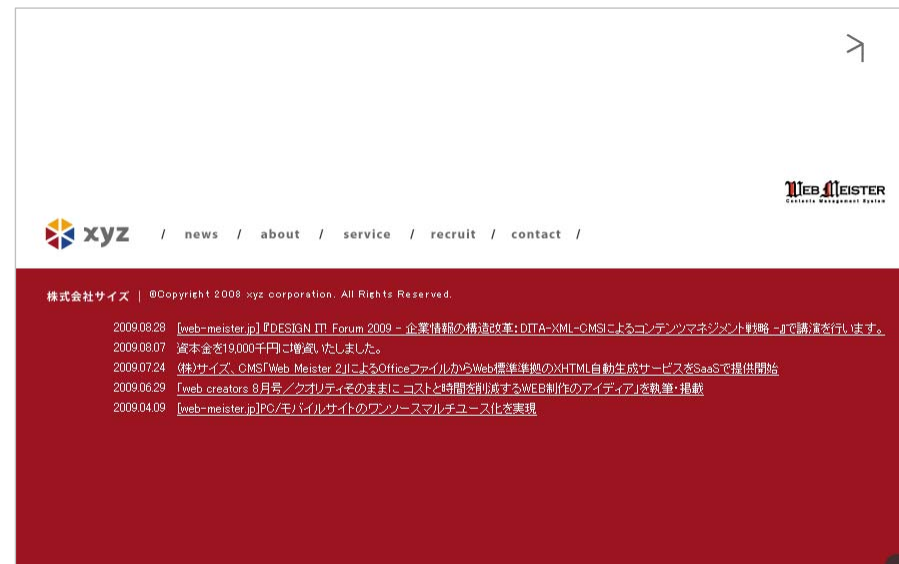 WEB MEISTER
Contents Management System
xyz / news / about / service / recruit / contact /
株式会社サイズ | ©Copyright 2008 xyz corporation. All Rights Reserved.
2009.08.28 [web-meister.jp]『DESIGN IT! Forum 2009 - 企業情報の構造改革：DITA-XML-CMSによるコンテンツマネジメント戦略 -』で講演を行います。
2009.08.07 資本金を19,000千円に増資いたしました。
2009.07.24 (株)サイズ、CMS「Web Meister 2」によるOfficeファイルからWeb標準準拠のXHTML自動生成サービスをSaaSで提供開始
2009.06.29 「web creators 8月号／クオリティそのままに コストと時間を削減するWEB制作のアイディア」を執筆・掲載
2009.04.09 [web-meister.jp]PC/モバイルサイトのワンソースマルチユース化を実現